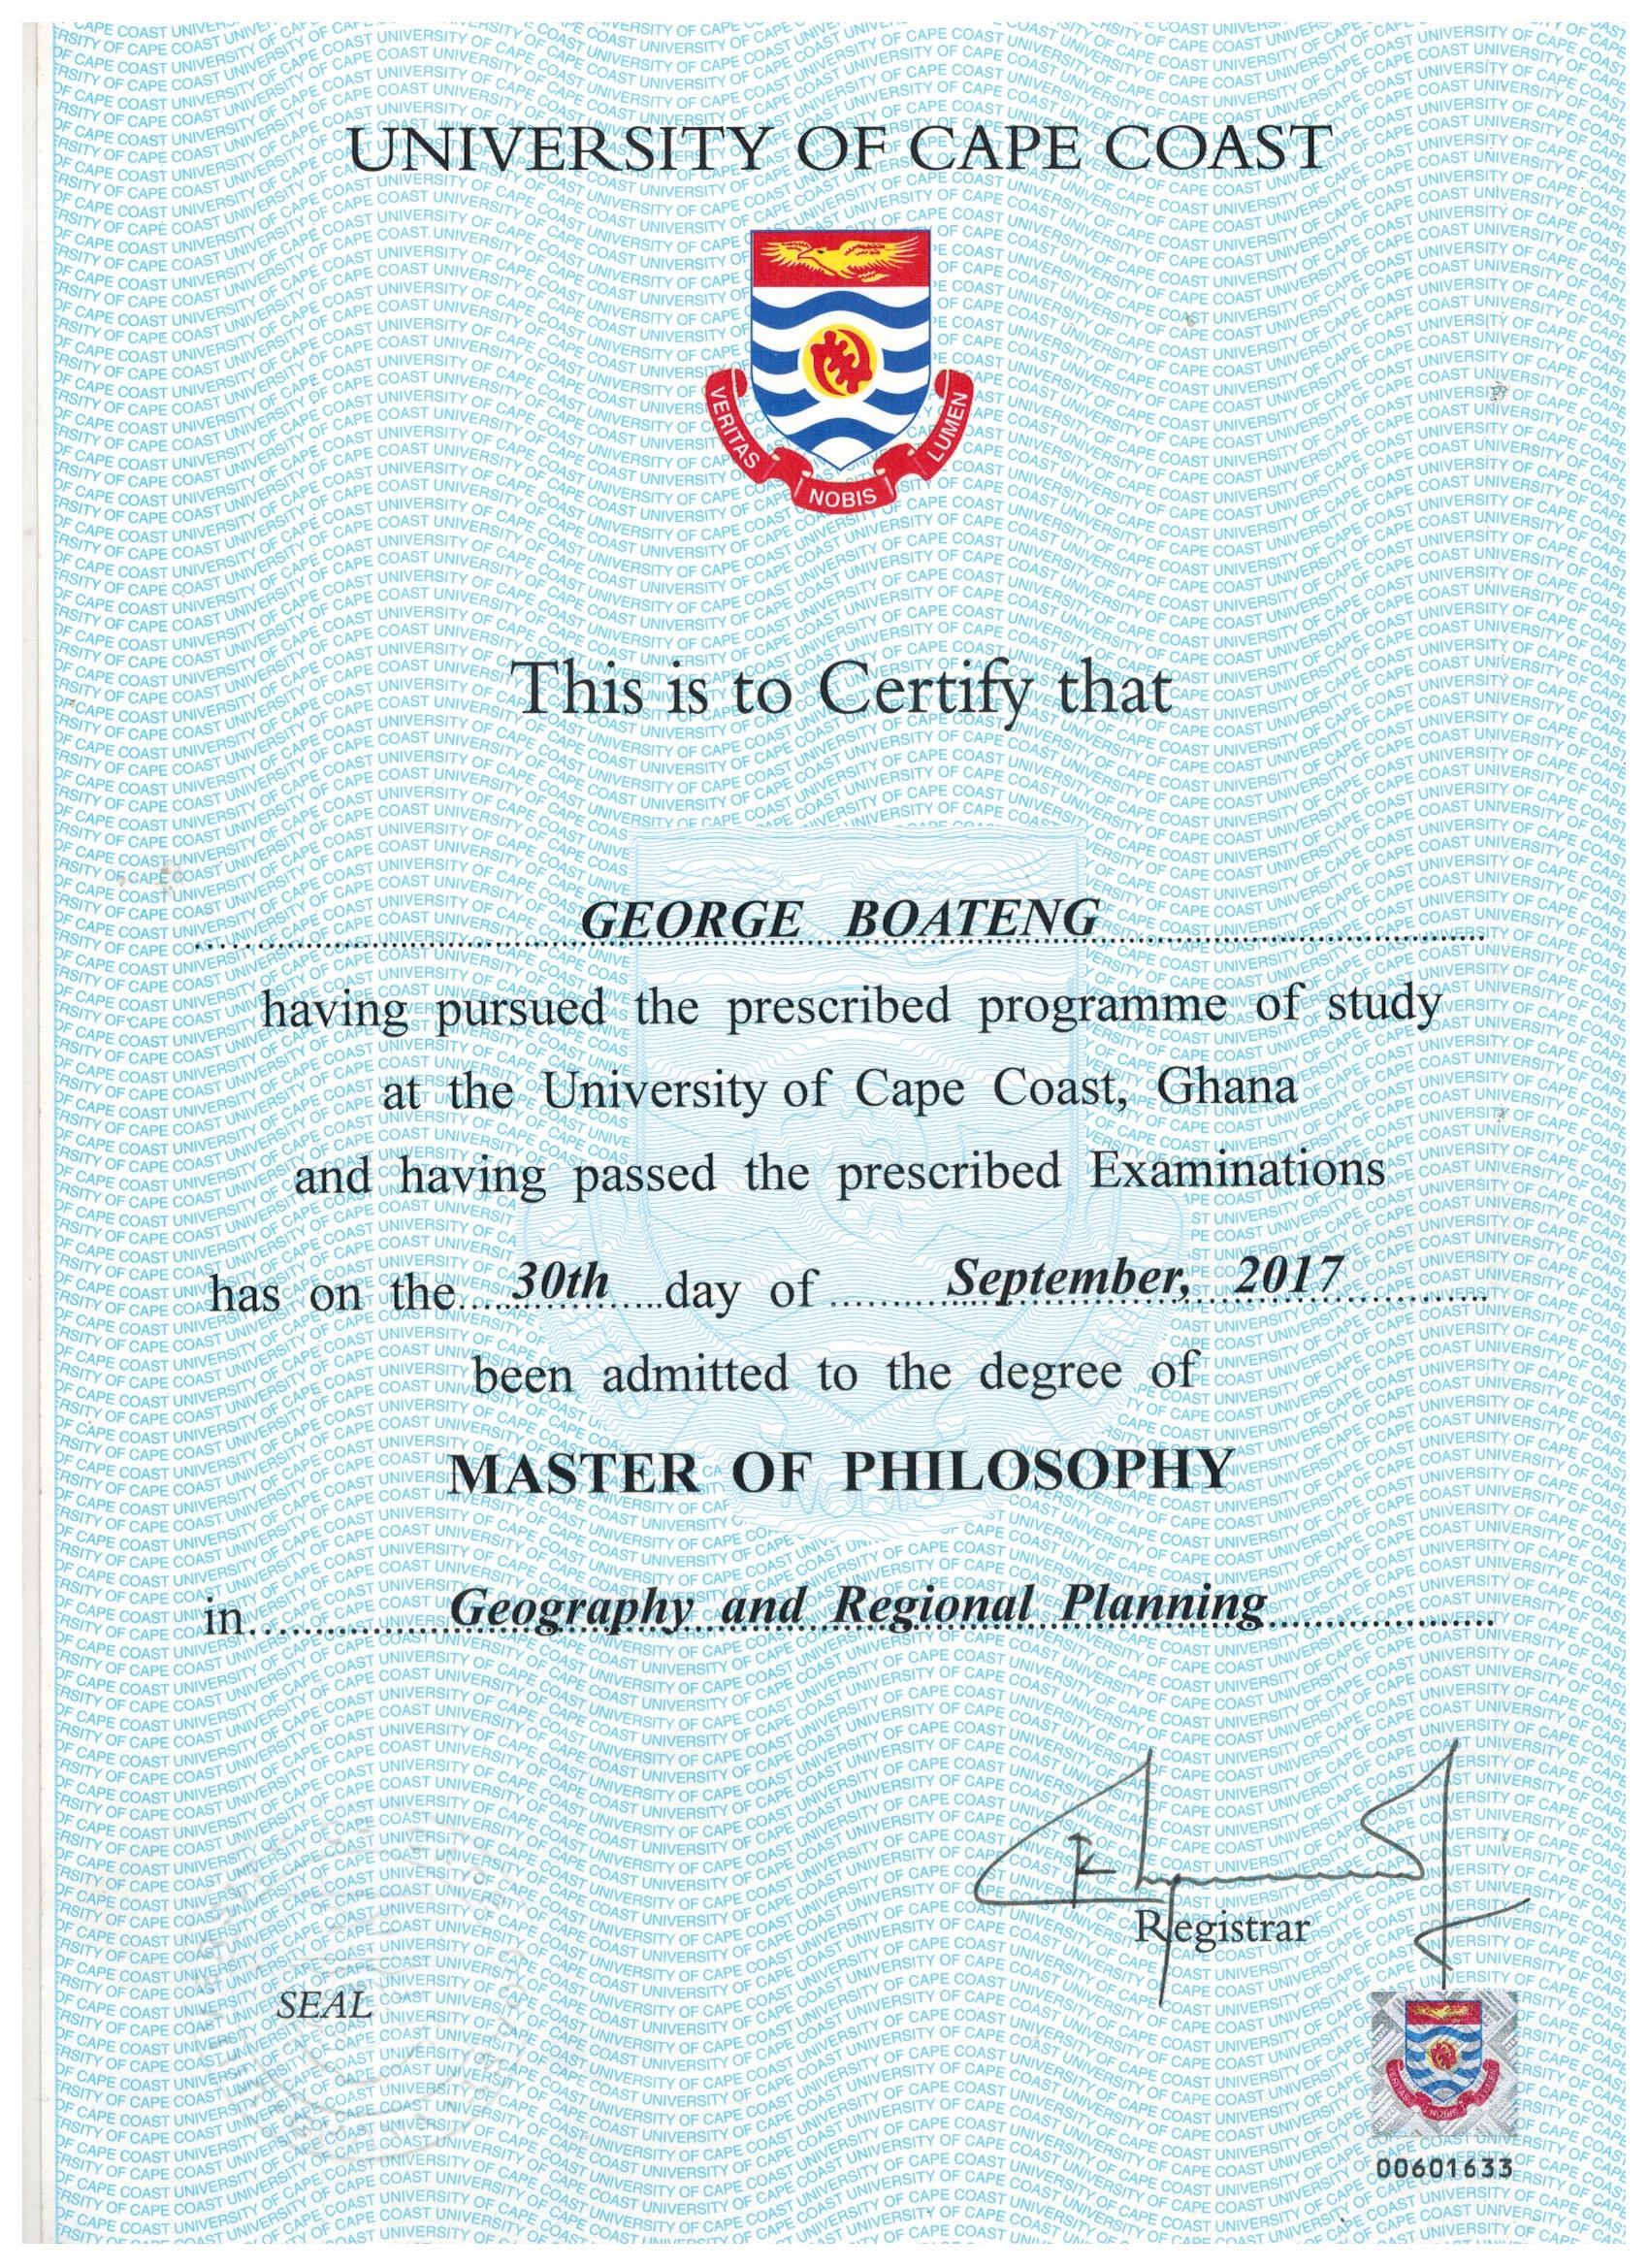 UNIVERSITY OF CAPE COAST
VERITAS NOBIS LUMEN
This is to Certify that
GEORGE BOATENG
having pursued the prescribed programme of study
at the University of Cape Coast, Ghana
and having passed the prescribed Examinations
has on the 30th day of September, 2017
been admitted to the degree of
MASTER OF PHILOSOPHY
in Geography and Regional Planning
Registrar
SEAL
VERITAS NOBIS LUMEN
00601633